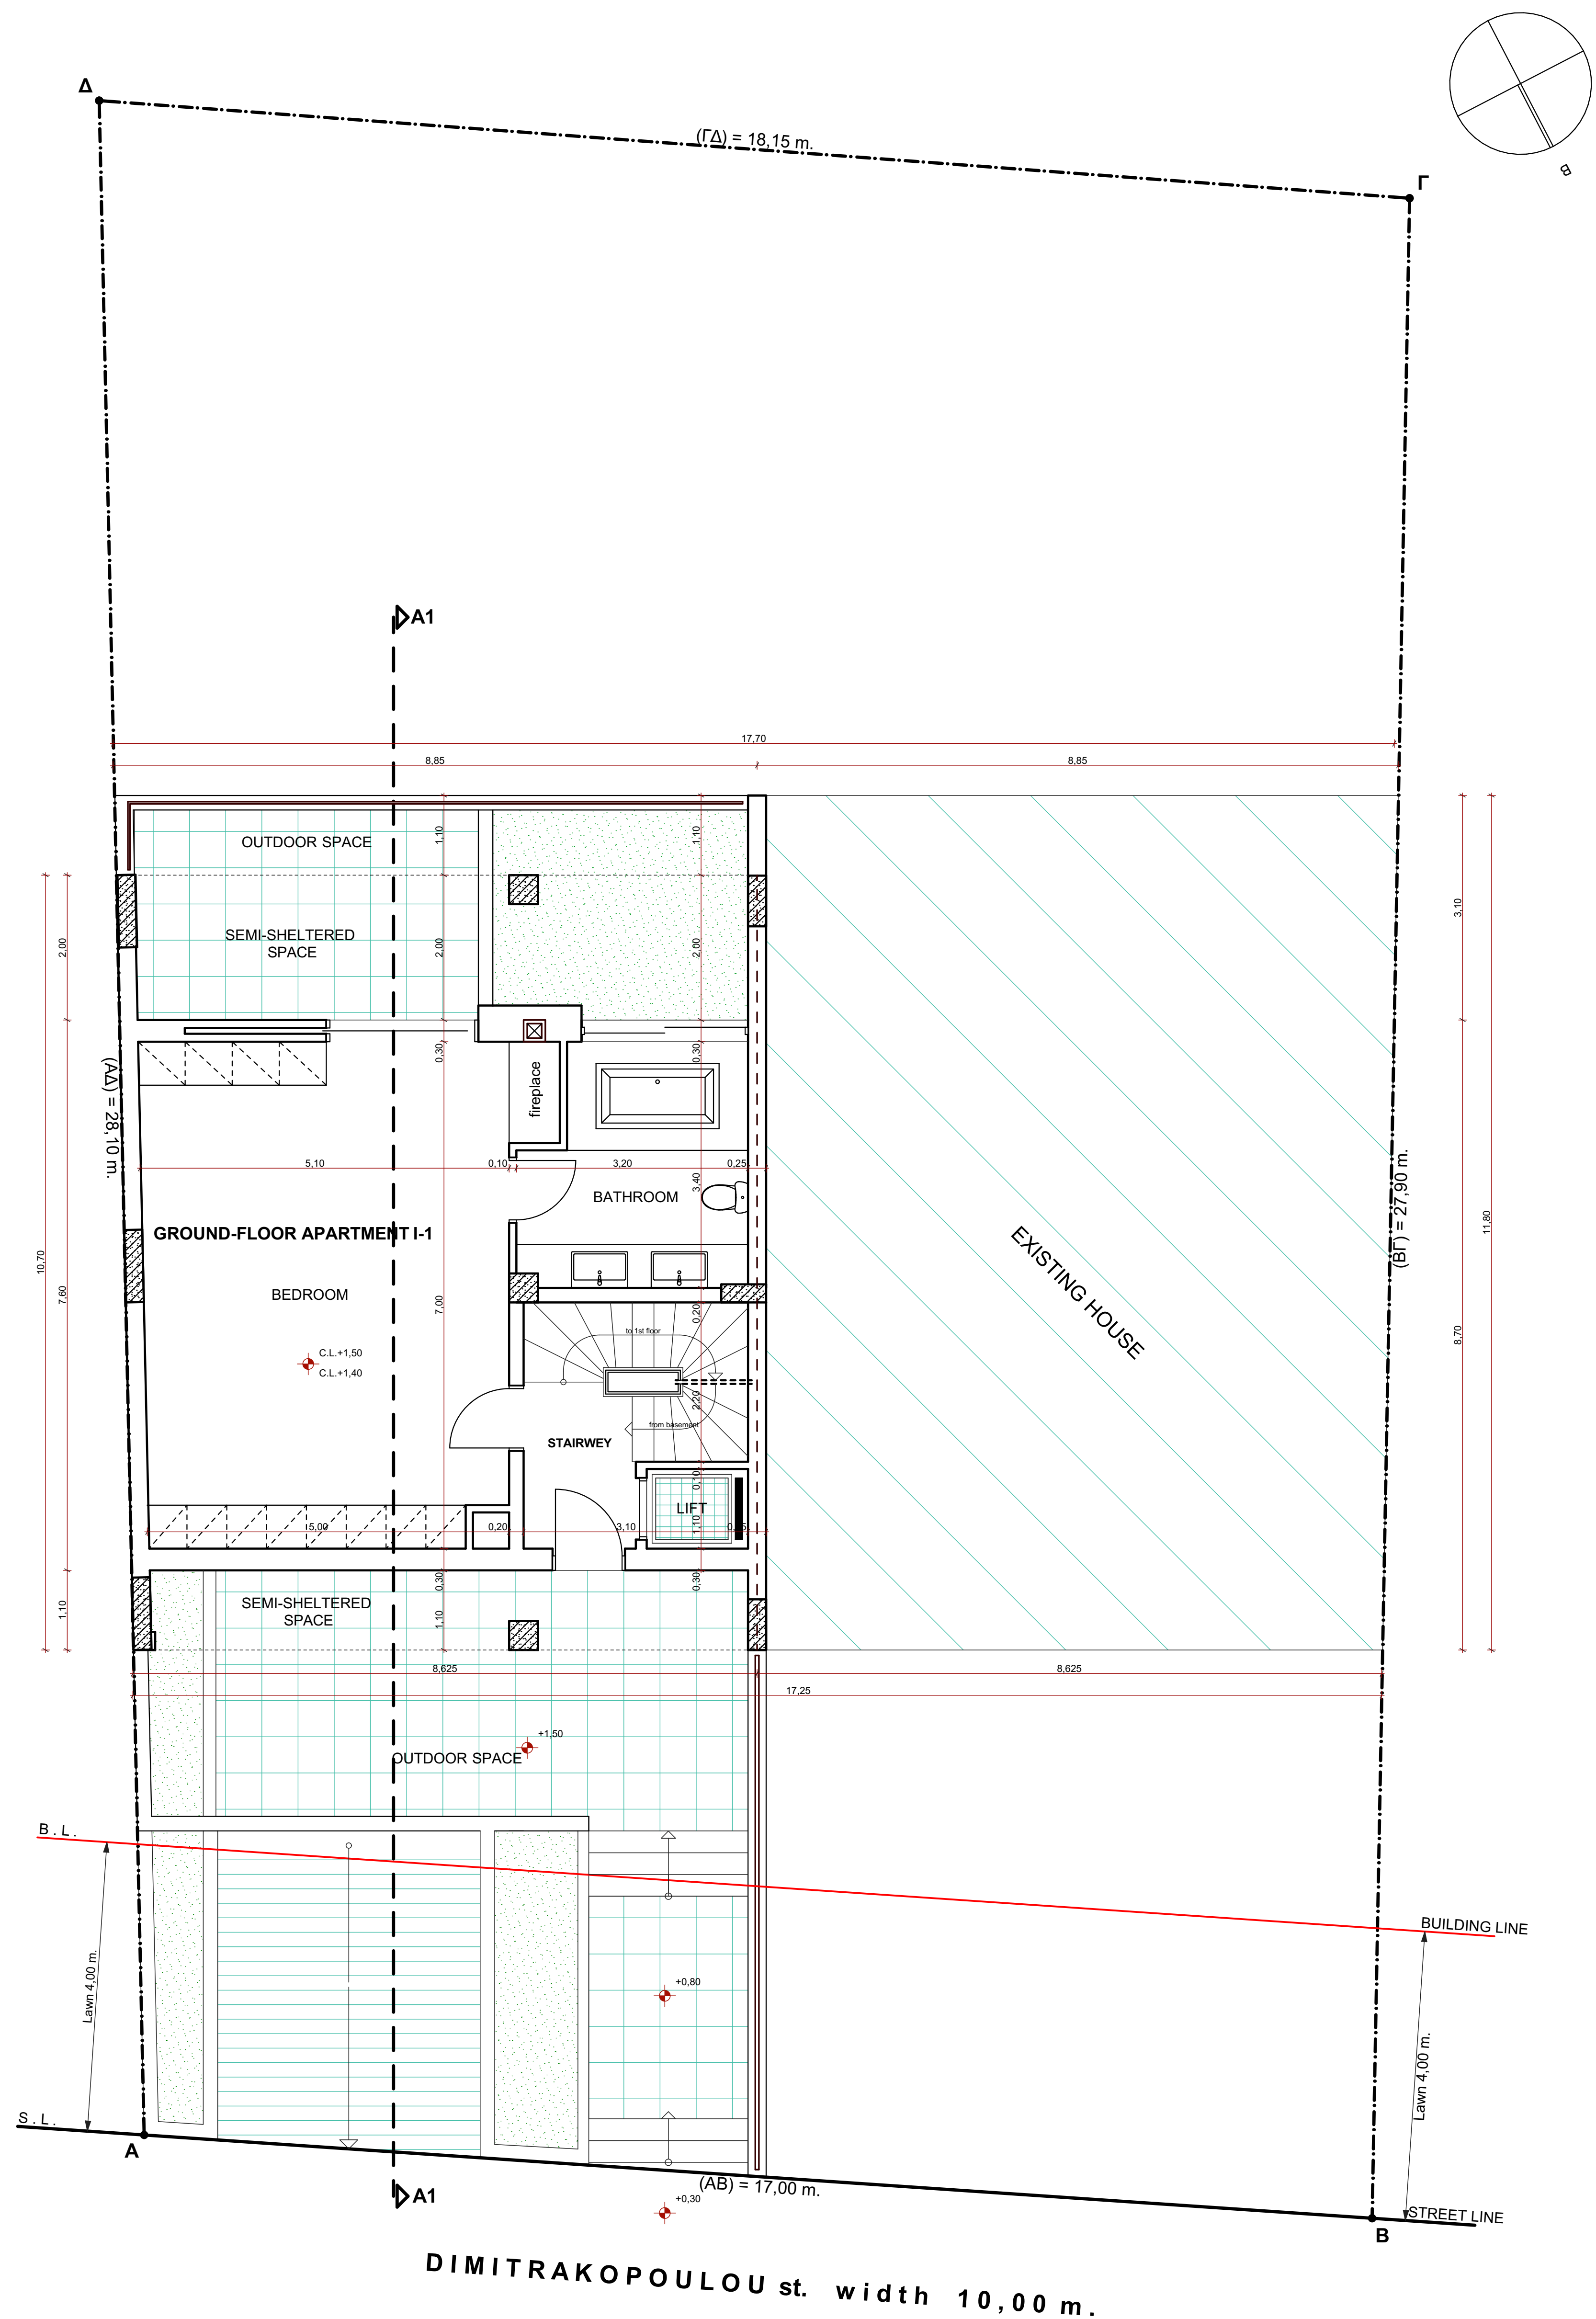 Δ
(ΓΔ) = 18,15 m.
Γ
B
A1
17,70
8,85
8,85
OUTDOOR SPACE
1,10
1,10
SEMI-SHELTERED
SPACE
2,00
2,00
2,00
3,10
0,30
0,30
fireplace
(ΑΔ) = 28,10 m.
5,10
0,10
3,20
0,25
3,40
BATHROOM
(ΒΓ) = 27,90 m.
GROUND-FLOOR APARTMENT I-1
EXISTING HOUSE
11,80
10,70
7,60
BEDROOM
7,00
0,20
8,70
to 1st floor
C.L.+1,50
C.L.+1,40
2,20
from basement
STAIRWEY
0,10
LIFT
5,00
0,20
3,10
1,10
0,30
0,30
SEMI-SHELTERED
SPACE
1,10
1,10
8,625
8,625
17,25
+1,50
OUTDOOR SPACE
B.L.
BUILDING LINE
Lawn 4,00 m.
+0,80
Lawn 4,00 m.
S.L.
A
A1
(AB) = 17,00 m.
+0,30
STREET LINE
B
DIMITRAKOPOULOU st. width 10,00 m.